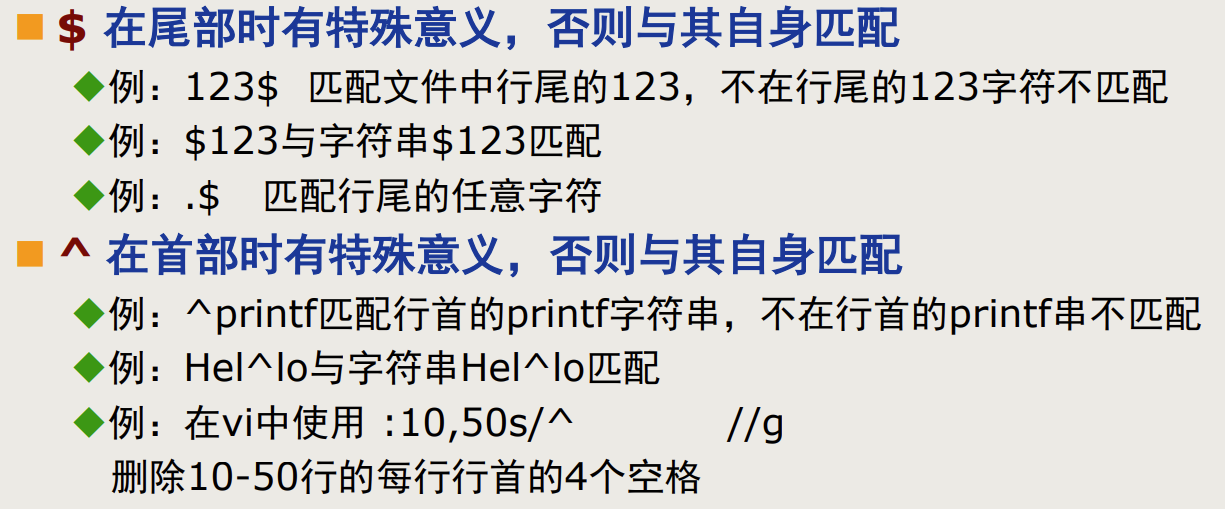 $ 在尾部时有特殊意义，否则与其自身匹配
例：123$ 匹配文件中行尾的123，不在行尾的123字符不匹配
例：$123与字符串$123匹配
例：.$ 匹配行尾的任意字符
^ 在首部时有特殊意义，否则与其自身匹配
例：^printf匹配行首的printf字符串，不在行首的printf串不匹配
例：Hel^lo与字符串Hel^lo匹配
例：在vi中使用 :10,50s/^    //g
删除10-50行的每行行首的4个空格